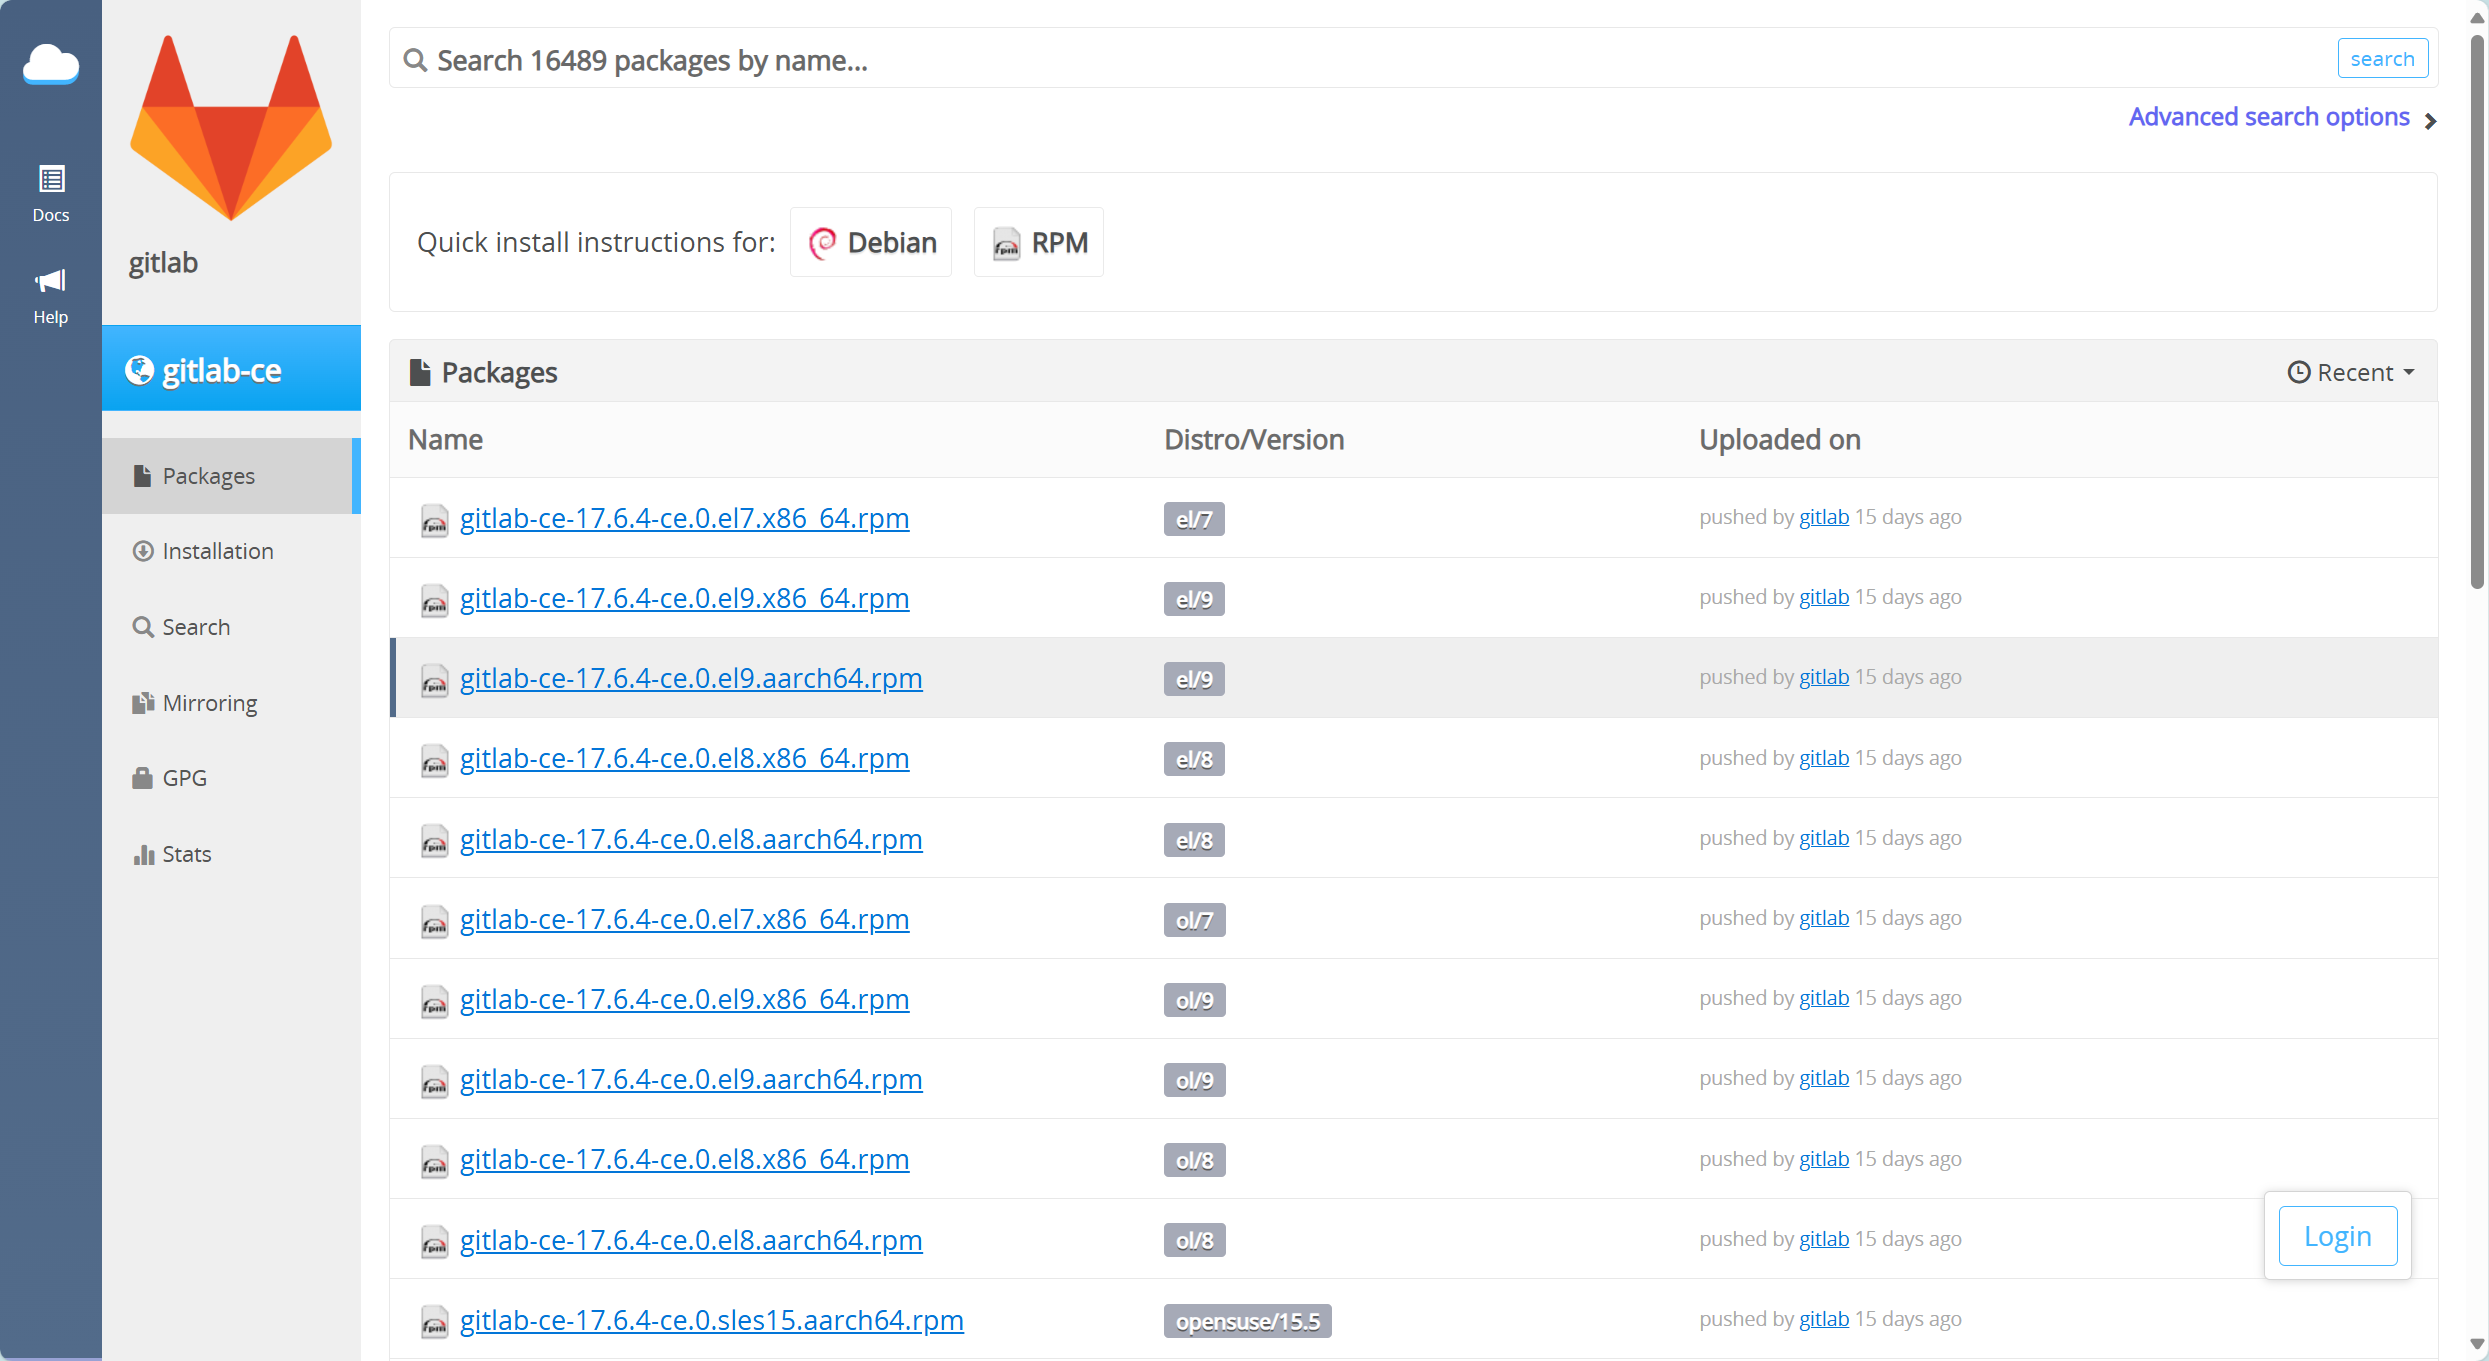 Search 16489 packages by name...
search
Advanced search options
Docs
Help
gitlab
gitlab-ce
Packages
Installation
Search
Mirroring
GPG
Stats
Quick install instructions for:
Debian
RPM
Packages
Recent
Name Distro/Version Uploaded on
gitlab-ce-17.6.4-ce.0.el7.x86_64.rpm el/7 pushed by gitlab 15 days ago
gitlab-ce-17.6.4-ce.0.el9.x86_64.rpm el/9 pushed by gitlab 15 days ago
gitlab-ce-17.6.4-ce.0.el9.aarch64.rpm el/9 pushed by gitlab 15 days ago
gitlab-ce-17.6.4-ce.0.el8.x86_64.rpm el/8 pushed by gitlab 15 days ago
gitlab-ce-17.6.4-ce.0.el8.aarch64.rpm el/8 pushed by gitlab 15 days ago
gitlab-ce-17.6.4-ce.0.el7.x86_64.rpm ol/7 pushed by gitlab 15 days ago
gitlab-ce-17.6.4-ce.0.el9.x86_64.rpm ol/9 pushed by gitlab 15 days ago
gitlab-ce-17.6.4-ce.0.el9.aarch64.rpm ol/9 pushed by gitlab 15 days ago
gitlab-ce-17.6.4-ce.0.el8.x86_64.rpm ol/8 pushed by gitlab 15 days ago
gitlab-ce-17.6.4-ce.0.el8.aarch64.rpm ol/8 pushed by gitlab 15 days ago
Login
gitlab-ce-17.6.4-ce.0.sles15.aarch64.rpm opensuse/15.5 pushed by gitlab 15 days ago